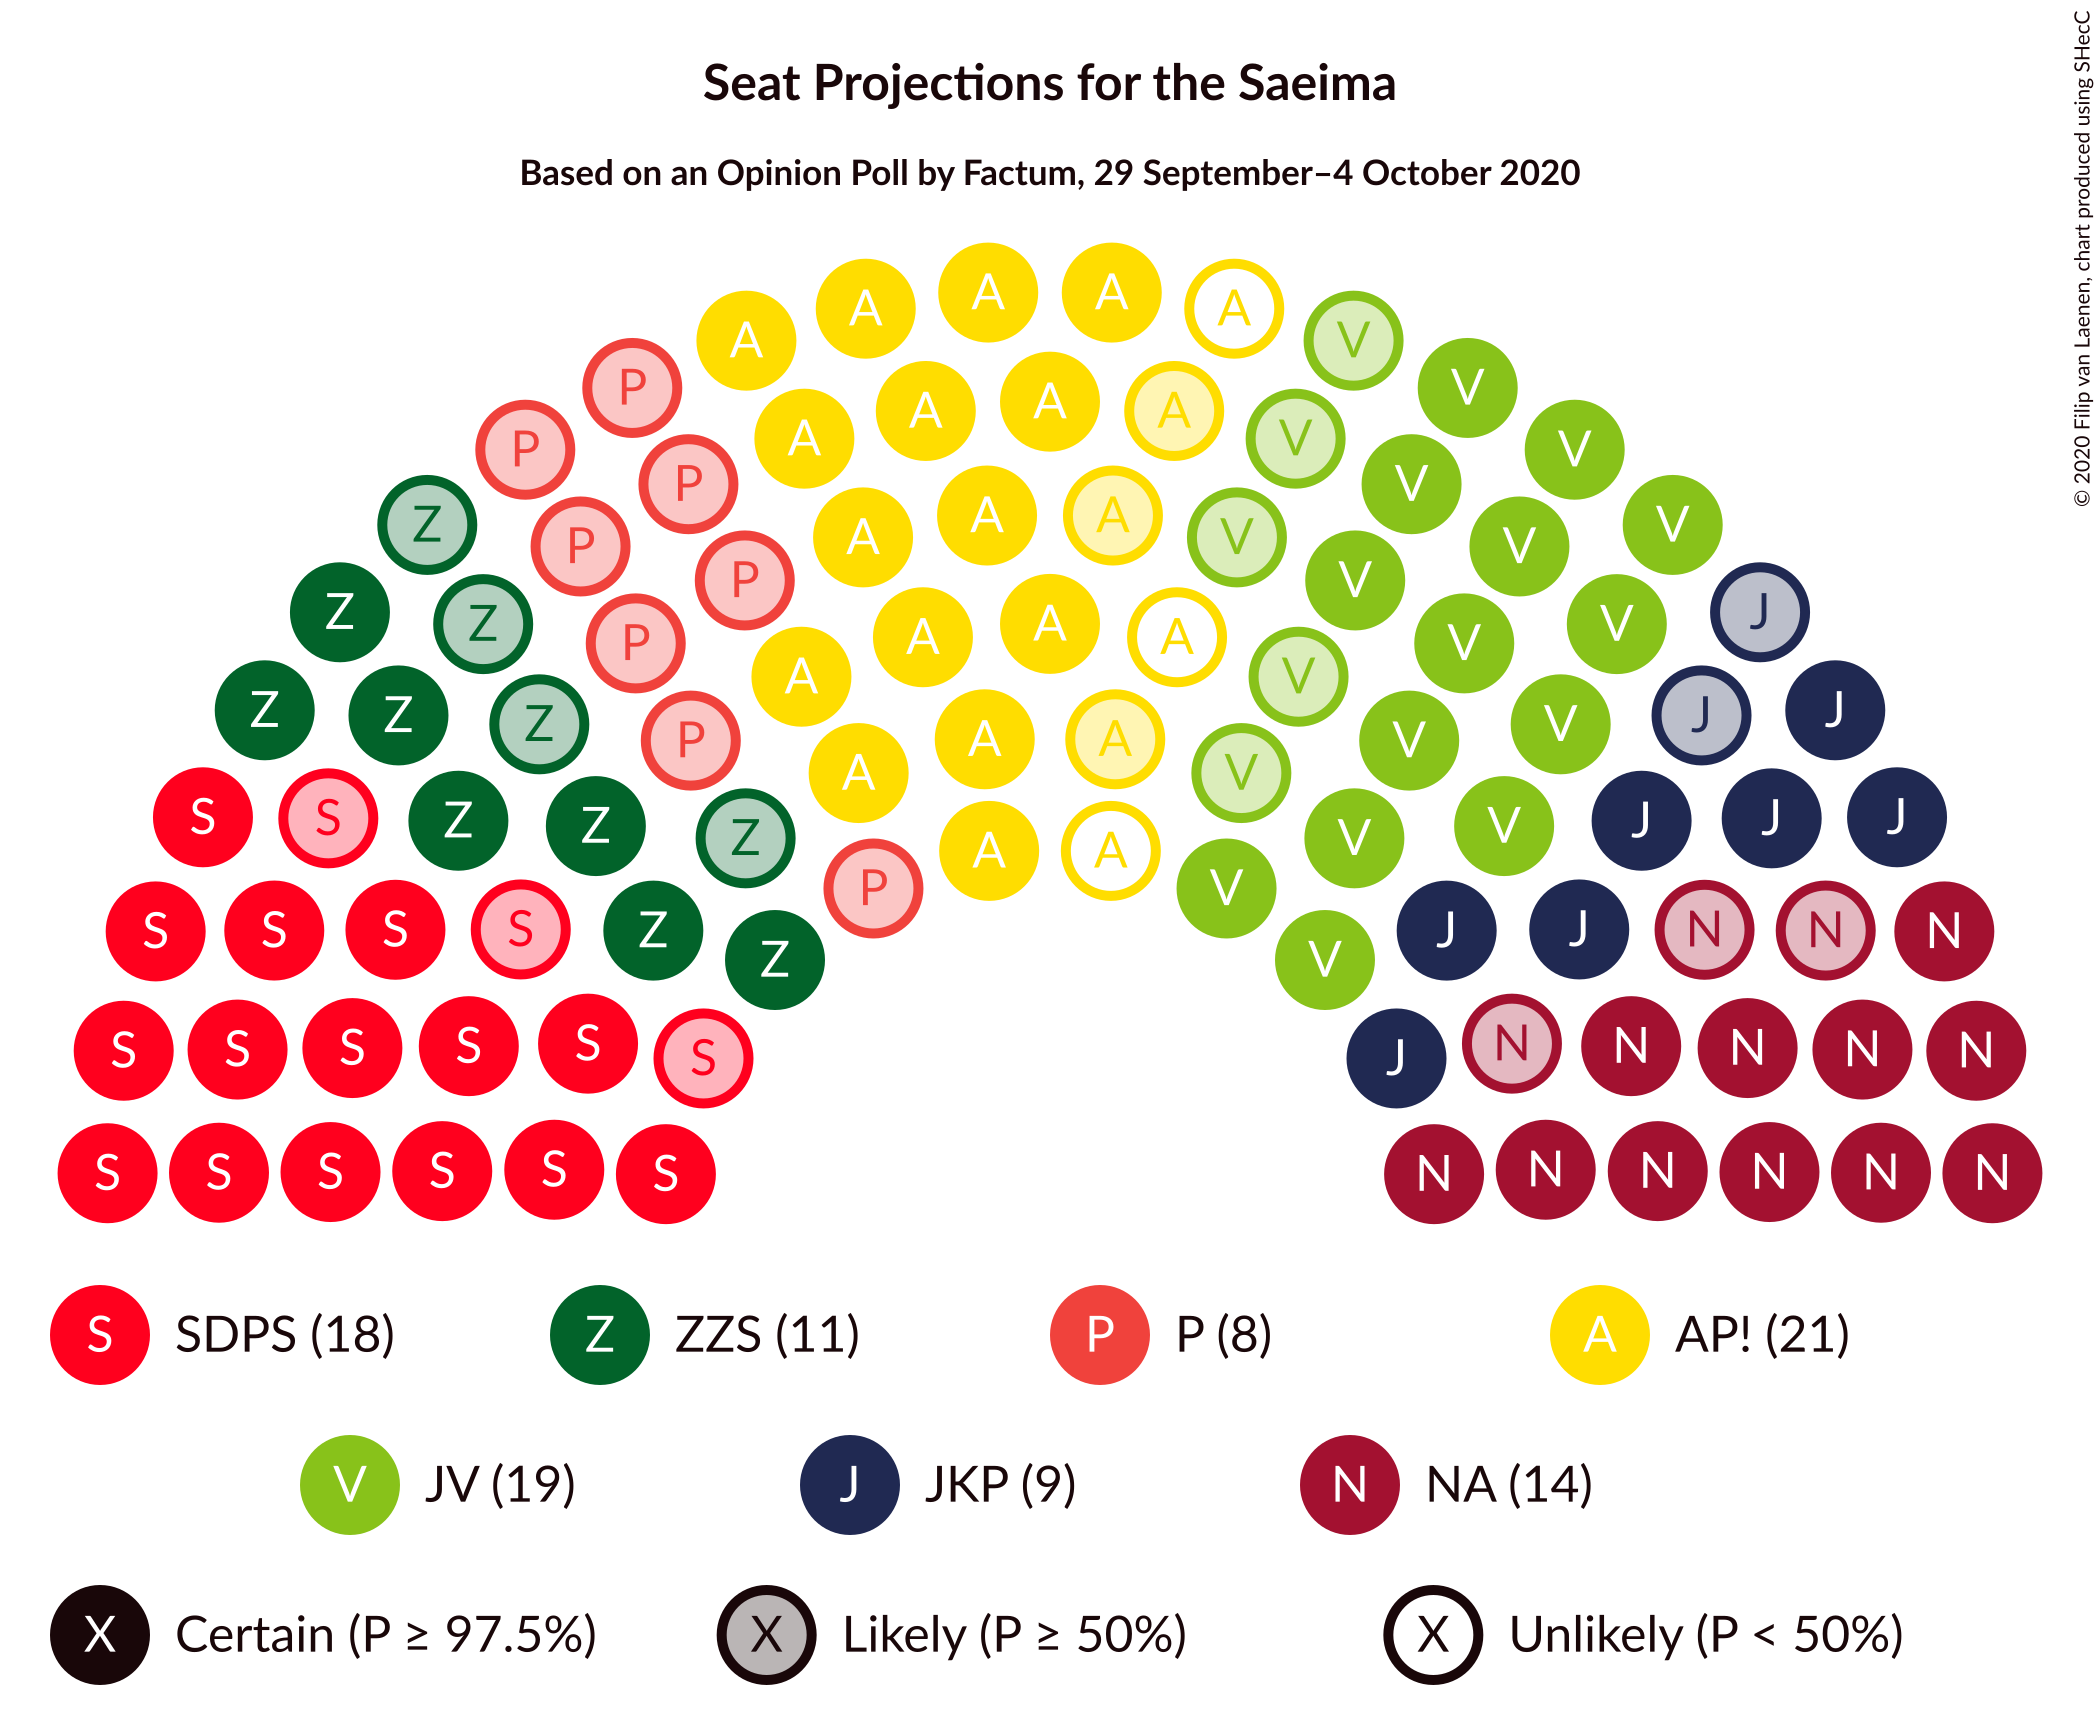 © 2020 Filip van Laenen, chart produced using SHecC
Seat Projections for the Saeima
Based on an Opinion Poll by Factum, 29 September–4 October 2020
A A A A A V
P P A A A A V V V
Z P P A A A V V V V
Z Z P P A A A V V V J
Z Z Z P A A A A V V V V J J
S S Z Z Z P A A V V V J J J
S S S S Z Z V J J N N N
S S S S S S J N N N N N
S S S S S S N N N N N N
S SDPS (18) Z ZZS (11) P P (8) A AP! (21)
V JV (19) J JKP (9) N NA (14)
X Certain (P ≥ 97.5%) X Likely (P ≥ 50%) X Unlikely (P < 50%)